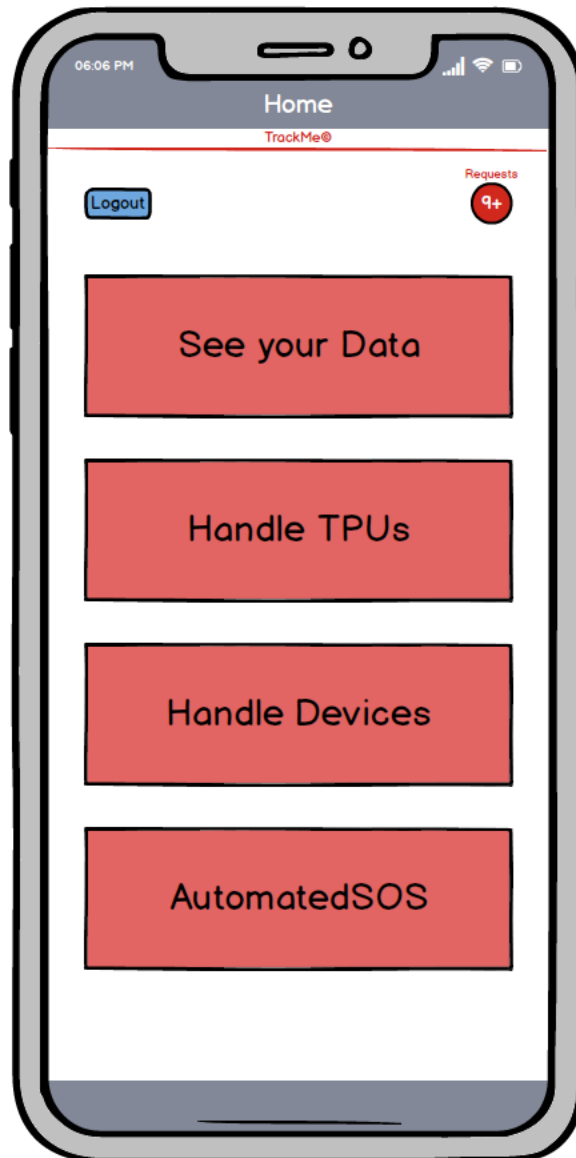 06:06 PM
Home
TrackMe©
Requests
Logout
9+
See your Data
Handle TPUs
Handle Devices
AutomatedSOS